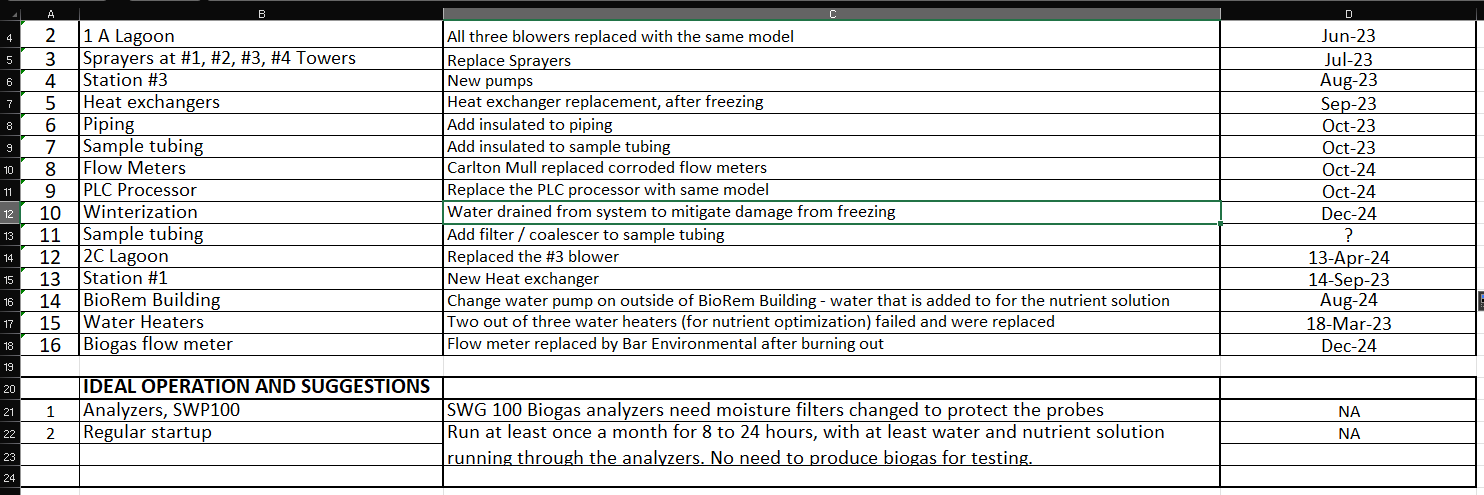 A B C D
4 2 1 A Lagoon All three blowers replaced with the same model Jun-23
5 3 Sprayers at #1, #2, #3, #4 Towers Replace Sprayers Jul-23
6 4 Station #3 New pumps Aug-23
7 5 Heat exchangers Heat exchanger replacement, after freezing Sep-23
8 6 Piping Add insulated to piping Oct-23
9 7 Sample tubing Add insulated to sample tubing Oct-23
10 8 Flow Meters Carlton Mull replaced corroded flow meters Oct-24
11 9 PLC Processor Replace the PLC processor with same model Oct-24
12 10 Winterization Water drained from system to mitigate damage from freezing Dec-24
13 11 Sample tubing Add filter / coalescer to sample tubing ?
14 12 2C Lagoon Replaced the #3 blower 13-Apr-24
15 13 Station #1 New Heat exchanger 14-Sep-23
16 14 BioRem Building Change water pump on outside of BioRem Building - water that is added to for the nutrient solution Aug-24
17 15 Water Heaters Two out of three water heaters (for nutrient optimization) failed and were replaced 18-Mar-23
18 16 Biogas flow meter Flow meter replaced by Bar Environmental after burning out Dec-24
19
20 IDEAL OPERATION AND SUGGESTIONS
21 1 Analyzers, SWP100 SWG 100 Biogas analyzers need moisture filters changed to protect the probes NA
22 2 Regular startup Run at least once a month for 8 to 24 hours, with at least water and nutrient solution NA
23 running through the analyzers. No need to produce biogas for testing.
24